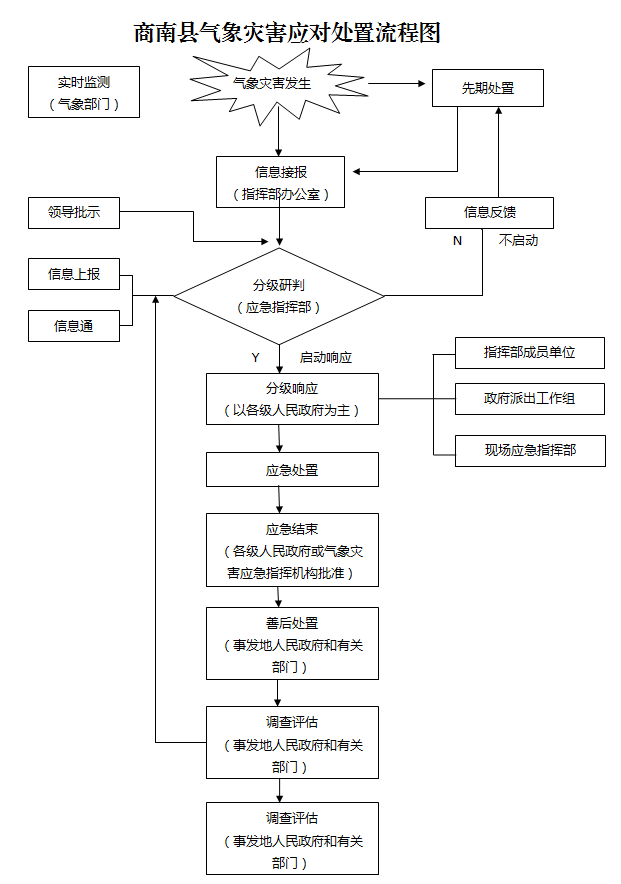 商南县气象灾害应对处置流程图
实时监测
（气象部门）
气象灾害发生
先期处置
信息接报
（指挥部办公室）
领导批示
信息反馈
N 不启动
信息上报
分级研判
（应急指挥部）
信息通
Y 启动响应
指挥部成员单位
分级响应
（以各级人民政府为主）
政府派出工作组
现场应急指挥部
应急处置
应急结束
（各级人民政府或气象灾
害应急指挥机构批准）
善后处置
（事发地人民政府和有关
部门）
调查评估
（事发地人民政府和有关
部门）
调查评估
（事发地人民政府和有关
部门）